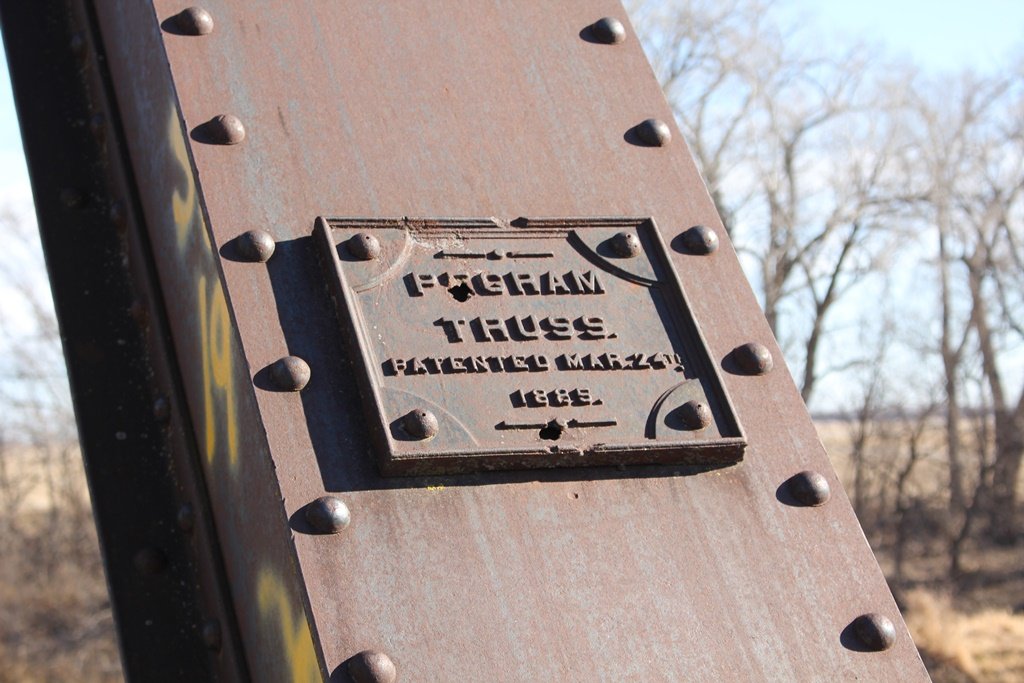 PEGRAM
TRUSS.
PATENTED MAR.24TH
1885.